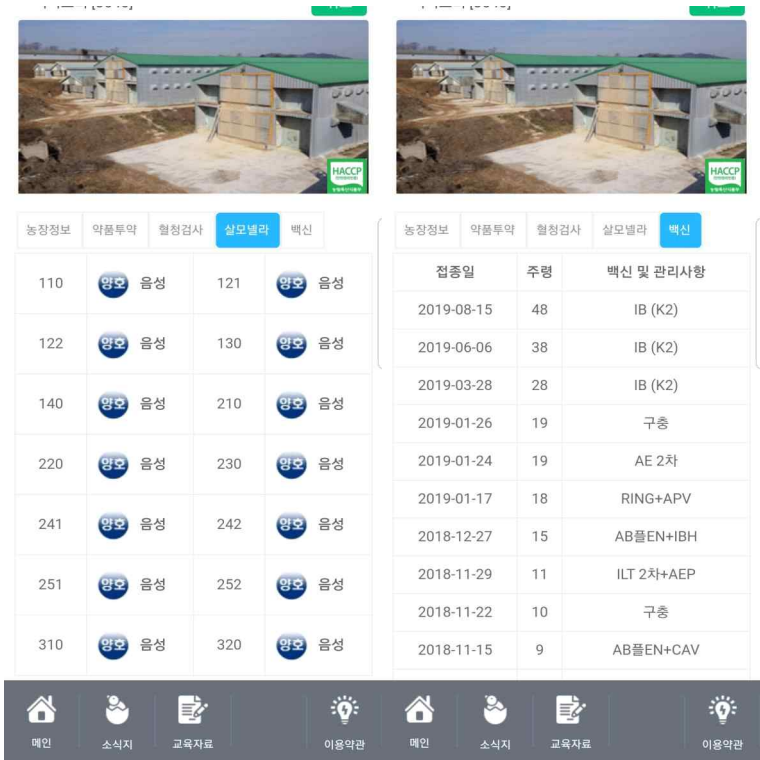 HACCP
농장정보 약품투약 혈청검사 살모넬라 백신
110 양호 음성 121 양호 음성
122 양호 음성 130 양호 음성
140 양호 음성 210 양호 음성
220 양호 음성 230 양호 음성
241 양호 음성 242 양호 음성
251 양호 음성 252 양호 음성
310 양호 음성 320 양호 음성
메인 소식지 교육자료 이용약관
HACCP
농장정보 약품투약 혈청검사 살모넬라 백신
접종일 주령 백신 및 관리사항
2019-08-15 48 IB (K2)
2019-06-06 38 IB (K2)
2019-03-28 28 IB (K2)
2019-01-26 19 구충
2019-01-24 19 AE 2차
2019-01-17 18 RING+APV
2018-12-27 15 AB플EN+IBH
2018-11-29 11 ILT 2차+AEP
2018-11-22 10 구충
2018-11-15 9 AB플EN+CAV
메인 소식지 교육자료 이용약관